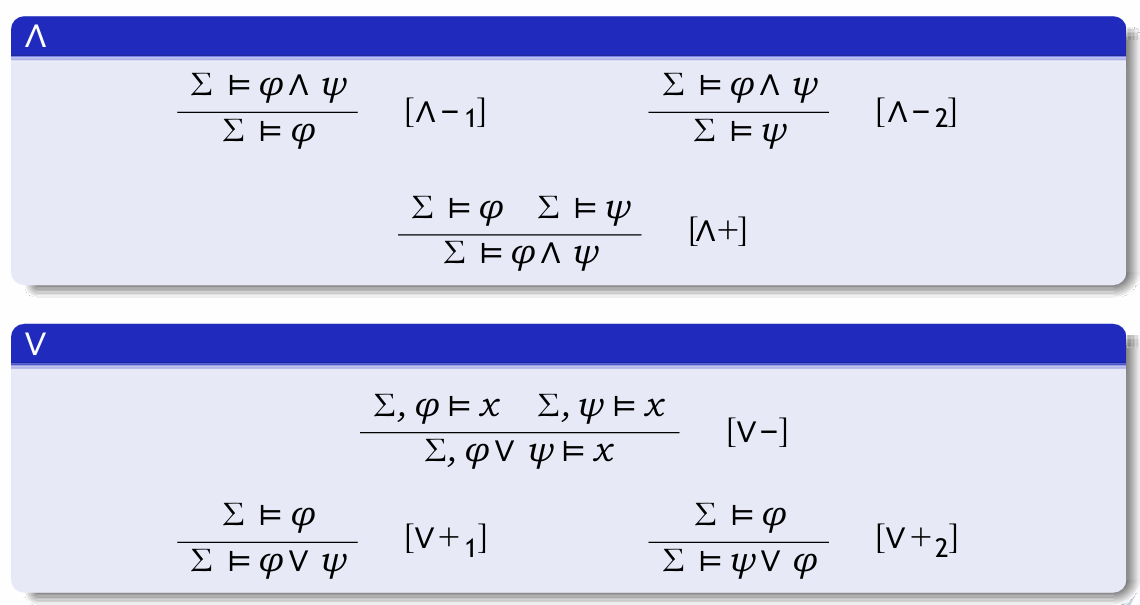 ∧
Σ ⊨ φ ∧ ψ
Σ ⊨ φ
[∧−₁]
Σ ⊨ φ ∧ ψ
Σ ⊨ ψ
[∧−₂]
Σ ⊨ φ Σ ⊨ ψ
Σ ⊨ φ ∧ ψ
[∧+]
∨
Σ, φ ⊨ x Σ, ψ ⊨ x
Σ, φ ∨ ψ ⊨ x
[∨−]
Σ ⊨ φ
Σ ⊨ φ ∨ ψ
[∨+₁]
Σ ⊨ φ
Σ ⊨ ψ ∨ φ
[∨+₂]